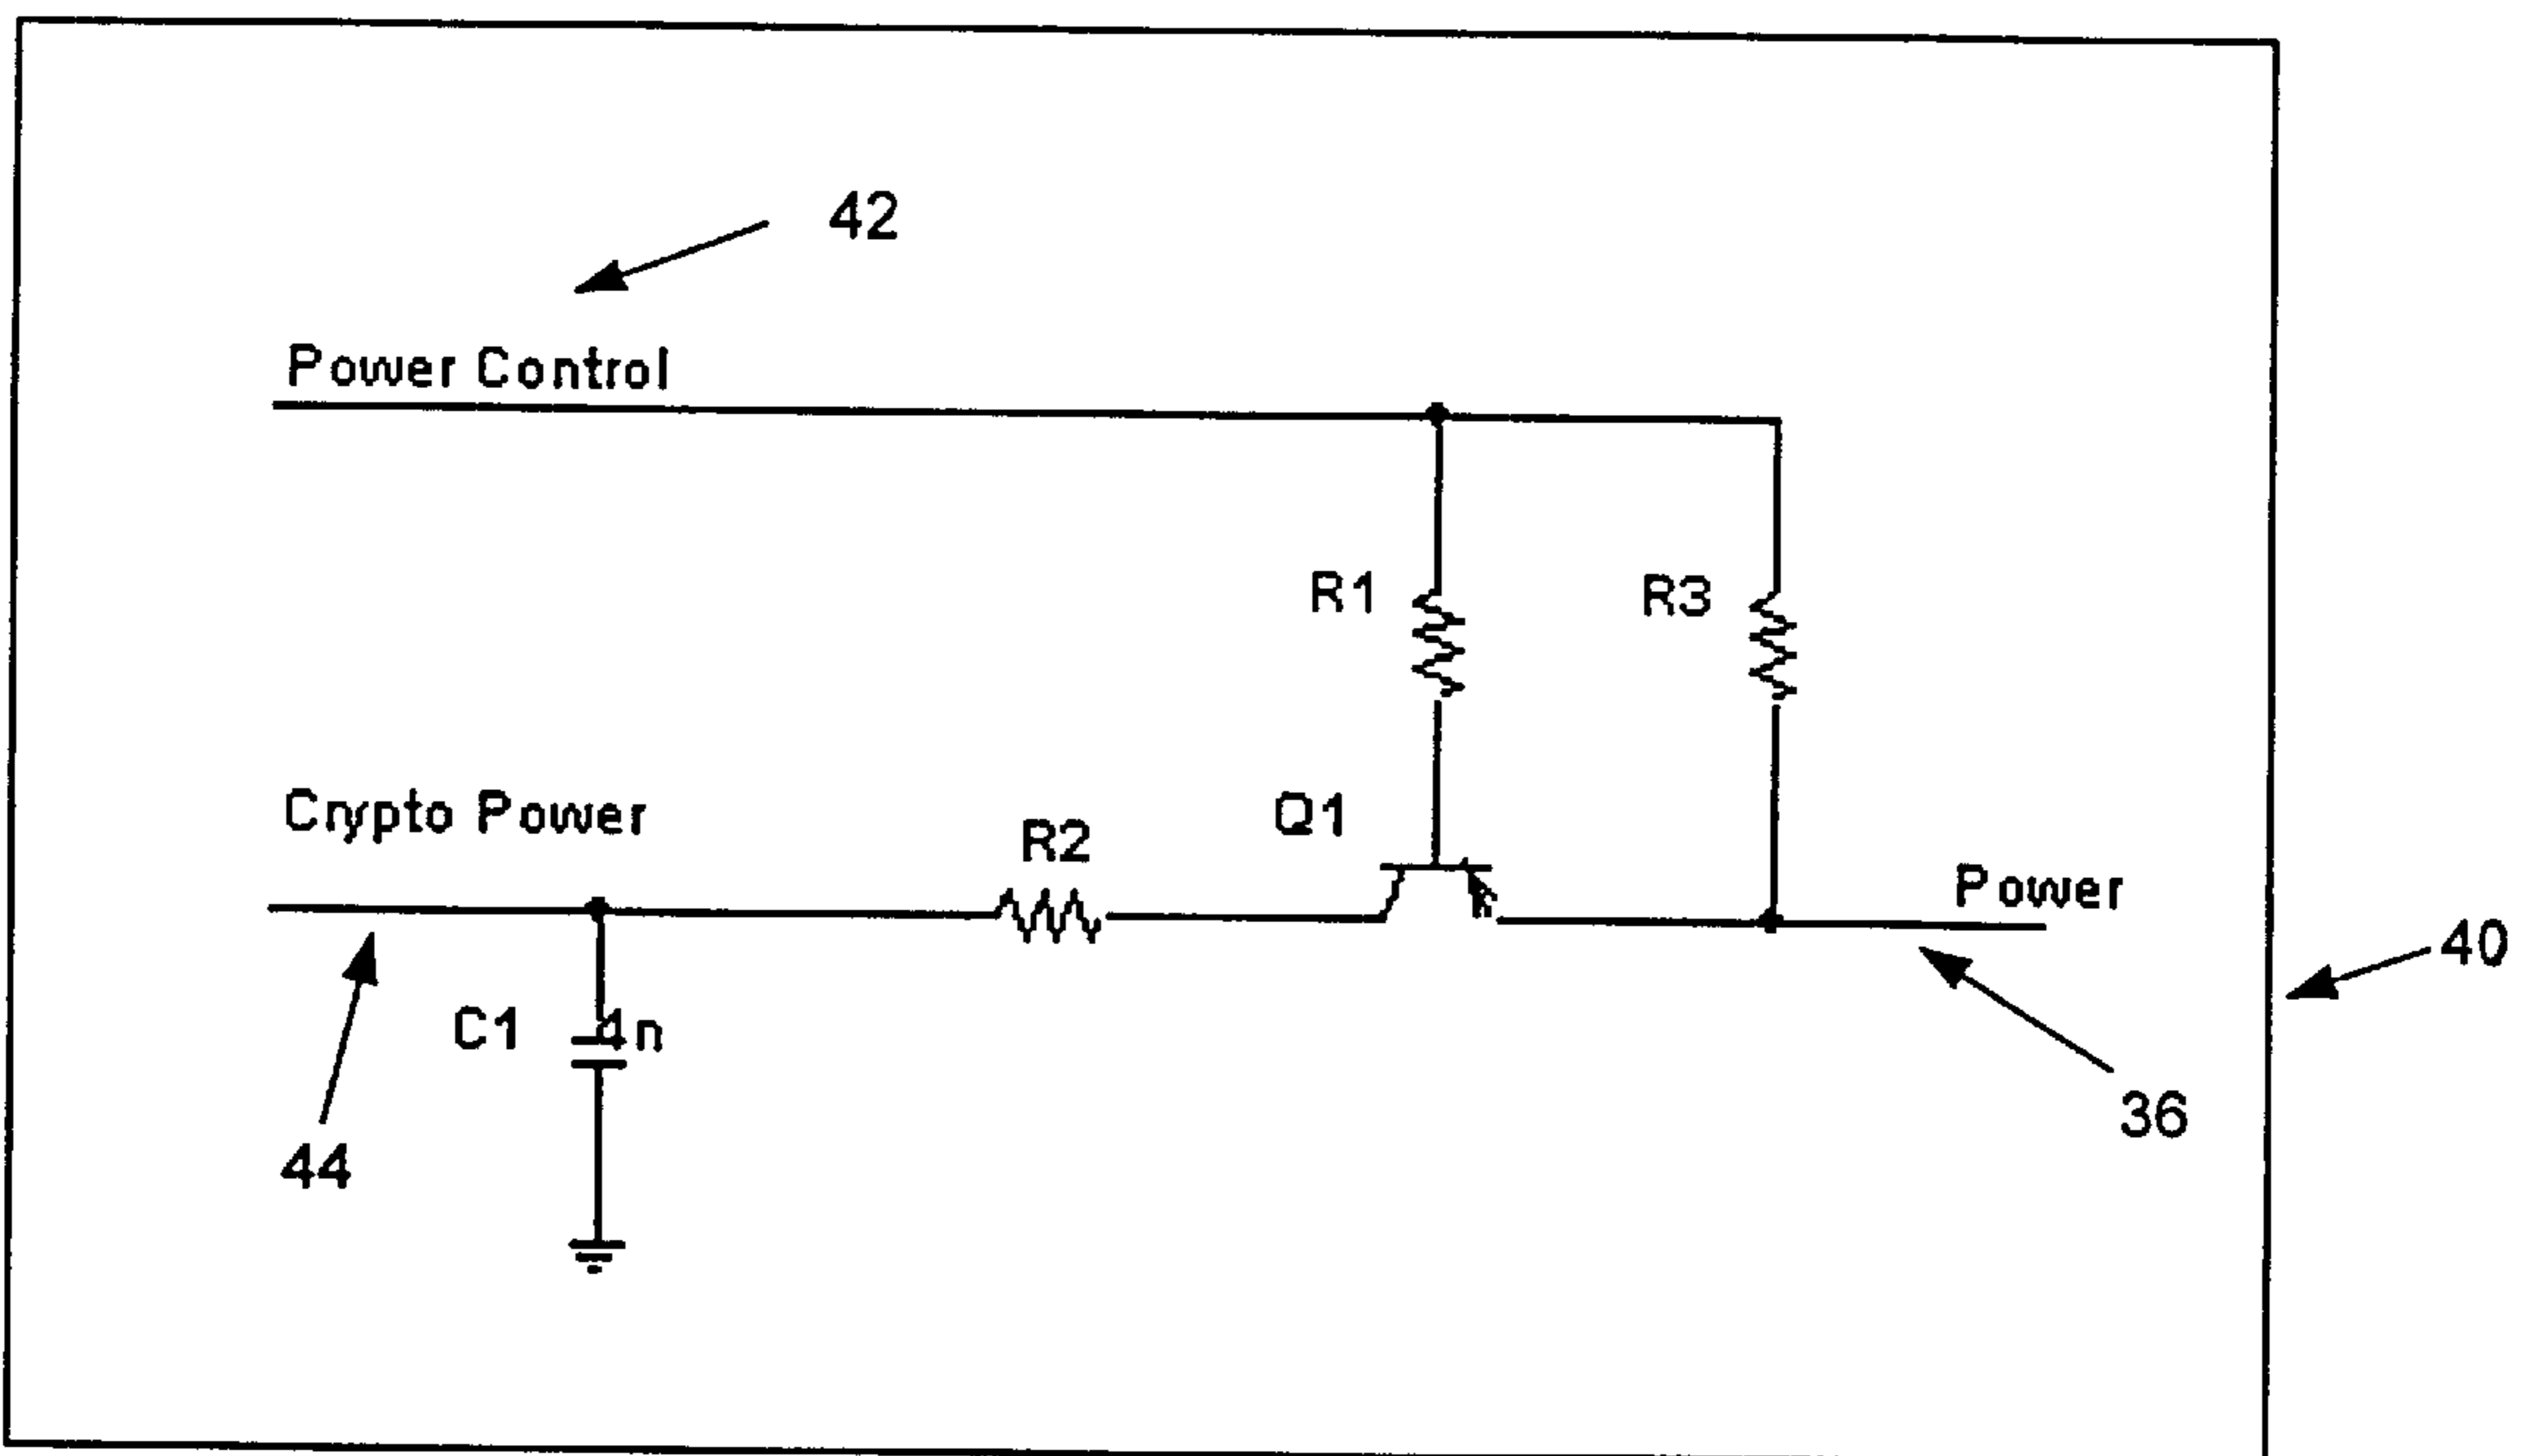 42
Power Control
R1
R3
Crypto Power
R2
Q1
Power
40
C1
4n
44
36